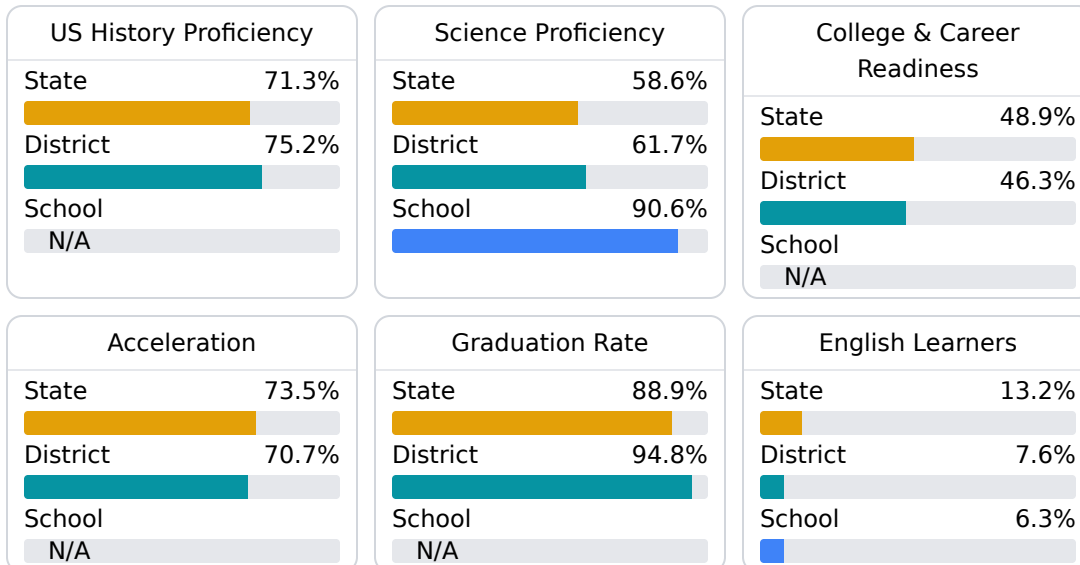 US History Proficiency
State 71.3%
District 75.2%
School
N/A
Science Proficiency
State 58.6%
District 61.7%
School 90.6%
College & Career
Readiness
State 48.9%
District 46.3%
School
N/A
Acceleration
State 73.5%
District 70.7%
School
N/A
Graduation Rate
State 88.9%
District 94.8%
School
N/A
English Learners
State 13.2%
District 7.6%
School 6.3%